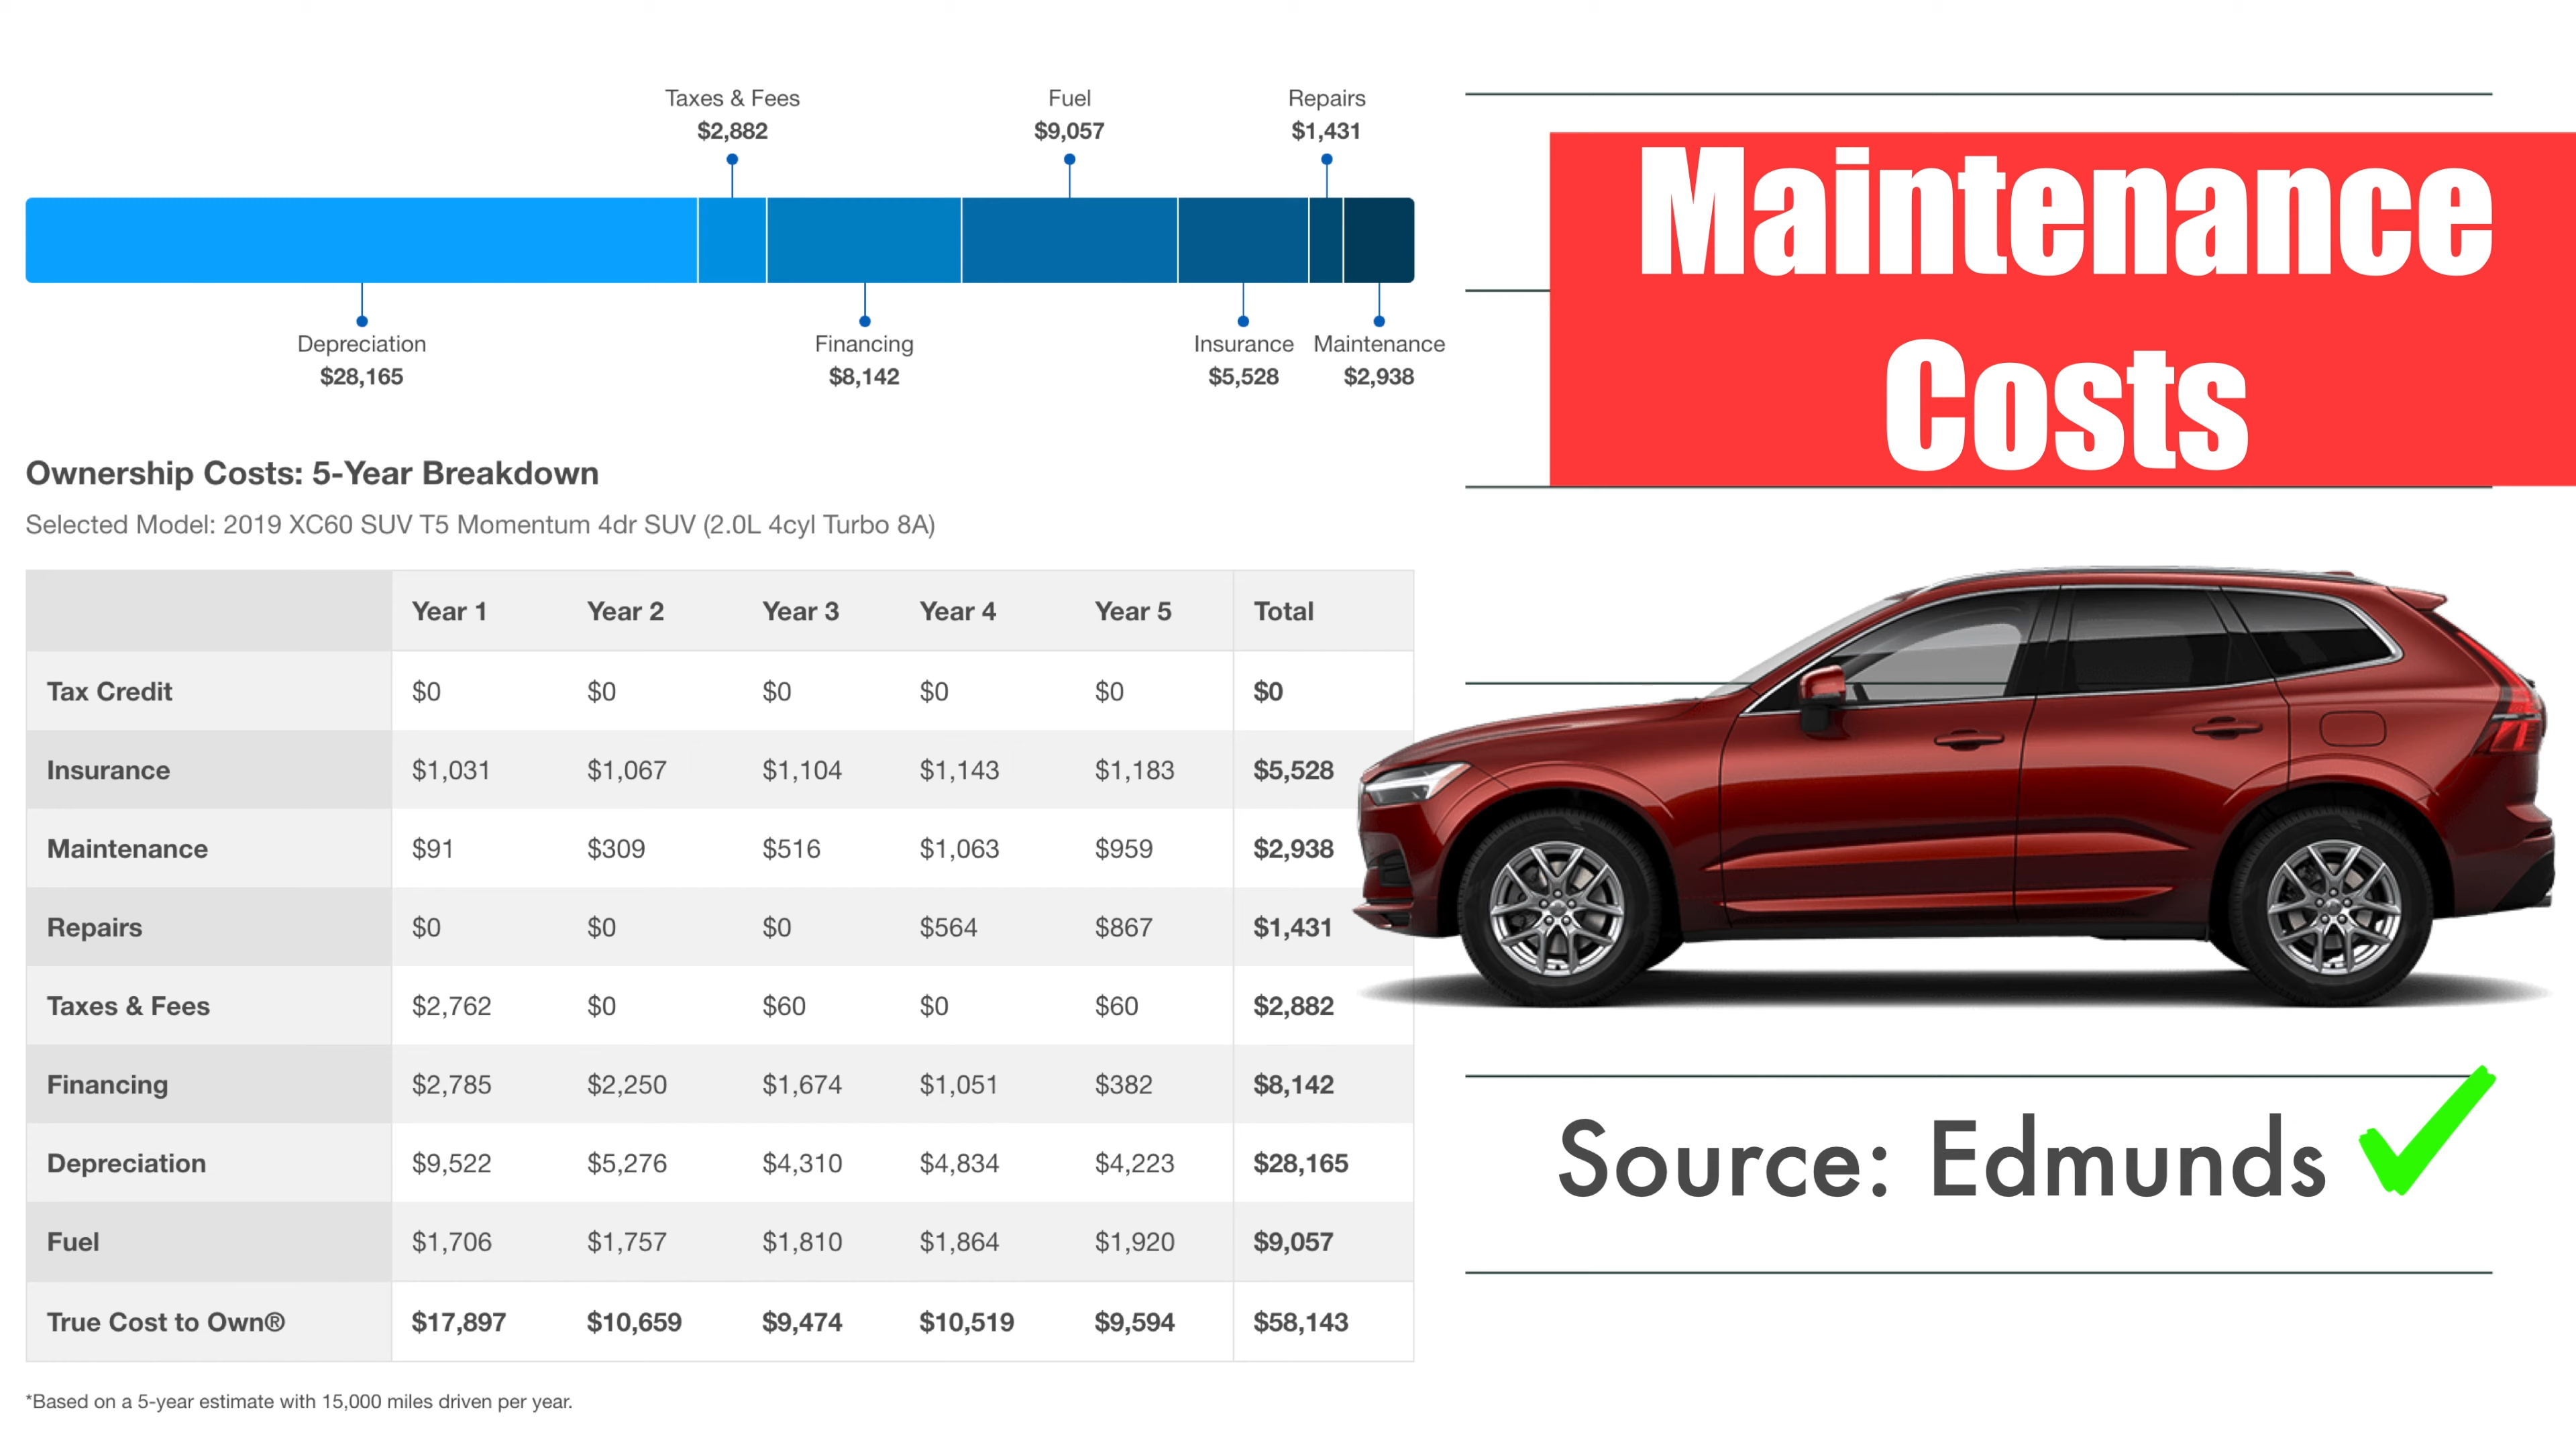 Taxes & Fees
$2,882
Fuel
$9,057
Repairs
$1,431
Depreciation
$28,165
Financing
$8,142
Insurance
$5,528
Maintenance
$2,938
Maintenance
Costs
Ownership Costs: 5-Year Breakdown
Selected Model: 2019 XC60 SUV T5 Momentum 4dr SUV (2.0L 4cyl Turbo 8A)
Year 1 Year 2 Year 3 Year 4 Year 5 Total
Tax Credit $0 $0 $0 $0 $0 $0
Insurance $1,031 $1,067 $1,104 $1,143 $1,183 $5,528
Maintenance $91 $309 $516 $1,063 $959 $2,938
Repairs $0 $0 $0 $564 $867 $1,431
Taxes & Fees $2,762 $0 $60 $0 $60 $2,882
Financing $2,785 $2,250 $1,674 $1,051 $382 $8,142
Depreciation $9,522 $5,276 $4,310 $4,834 $4,223 $28,165
Fuel $1,706 $1,757 $1,810 $1,864 $1,920 $9,057
True Cost to Own® $17,897 $10,659 $9,474 $10,519 $9,594 $58,143
*Based on a 5-year estimate with 15,000 miles driven per year.
Source: Edmunds